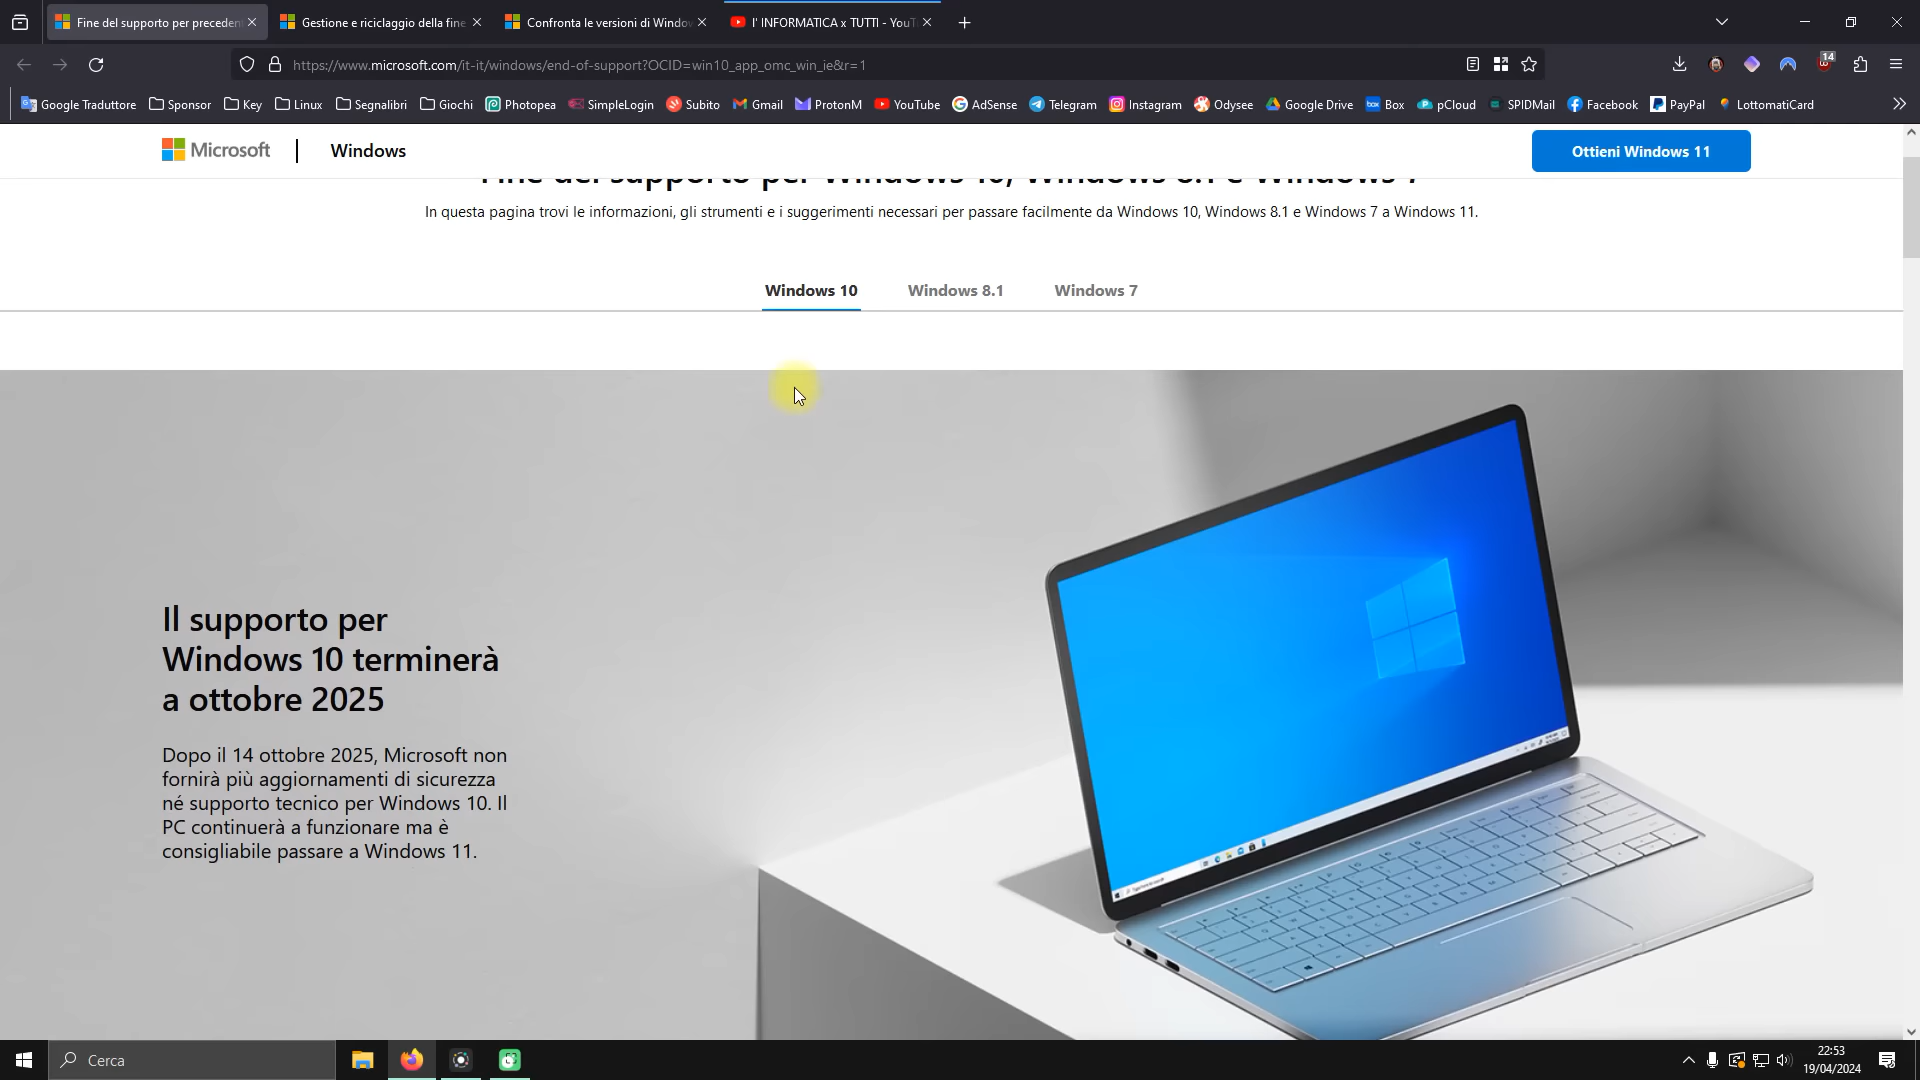 Fine del supporto per preceden
Gestione e riciclaggio della fine
Confronta le versioni di Window
I' INFORMATICA x TUTTI - YouT
https://www.microsoft.com/it-it/windows/end-of-support?OCID=win10_app_omc_win_ie&r=1
14
Google Traduttore
Sponsor
Key
Linux
Segnalibri
Giochi
Photopea
SimpleLogin
Subito
Gmail
ProtonM
YouTube
AdSense
Telegram
Instagram
Odysee
Google Drive
Box
pCloud
SPIDMail
Facebook
PayPal
LottomatiCard
Microsoft
Windows
Ottieni Windows 11
Fine del supporto per Windows 10, Windows 8.1 e Windows 7
In questa pagina trovi le informazioni, gli strumenti e i suggerimenti necessari per passare facilmente da Windows 10, Windows 8.1 e Windows 7 a Windows 11.
Windows 10
Windows 8.1
Windows 7
Il supporto per
Windows 10 terminerà
a ottobre 2025
Dopo il 14 ottobre 2025, Microsoft non
fornirà più aggiornamenti di sicurezza
né supporto tecnico per Windows 10. Il
PC continuerà a funzionare ma è
consigliabile passare a Windows 11.
Cerca
22:53
19/04/2024